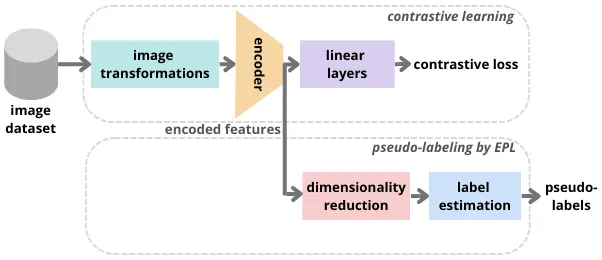 contrastive learning
image
transformations
encoder
linear
layers
contrastive loss
image
dataset
encoded features
pseudo-labeling by EPL
dimensionality
reduction
label
estimation
pseudo-
labels